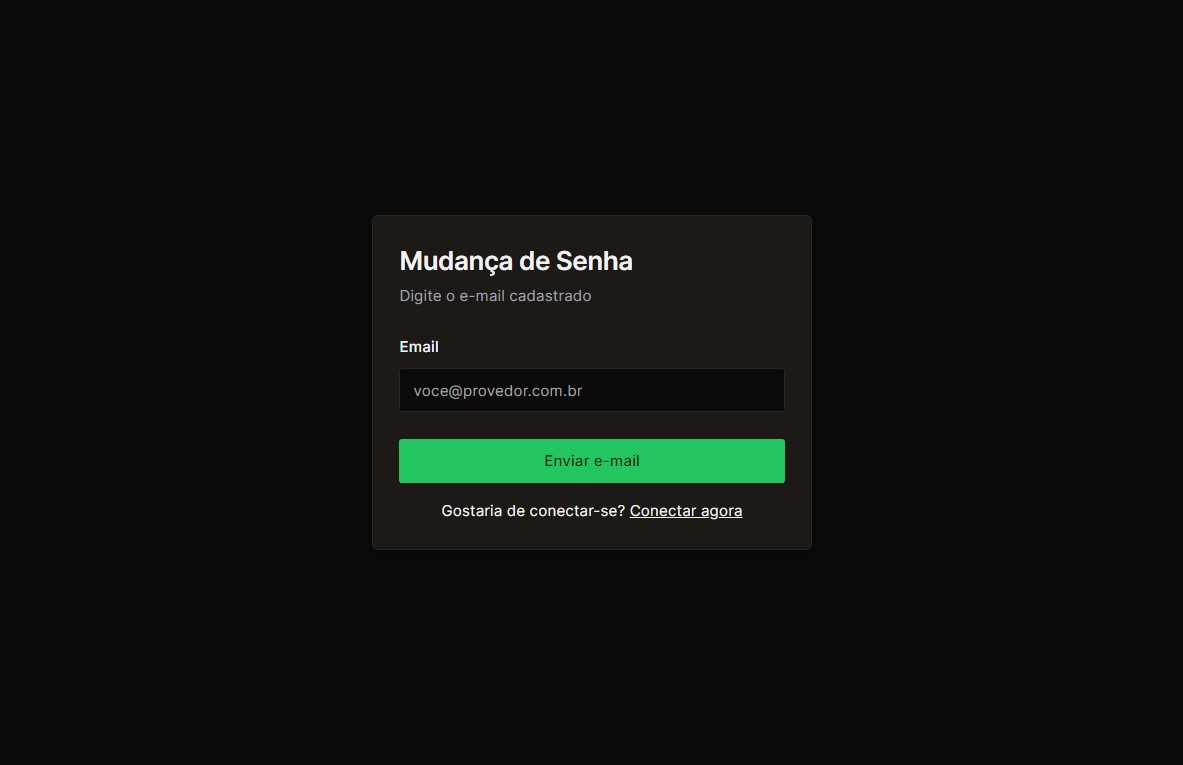 Mudança de Senha
Digite o e-mail cadastrado
Email
voce@provedor.com.br
Enviar e-mail
Gostaria de conectar-se? Conectar agora